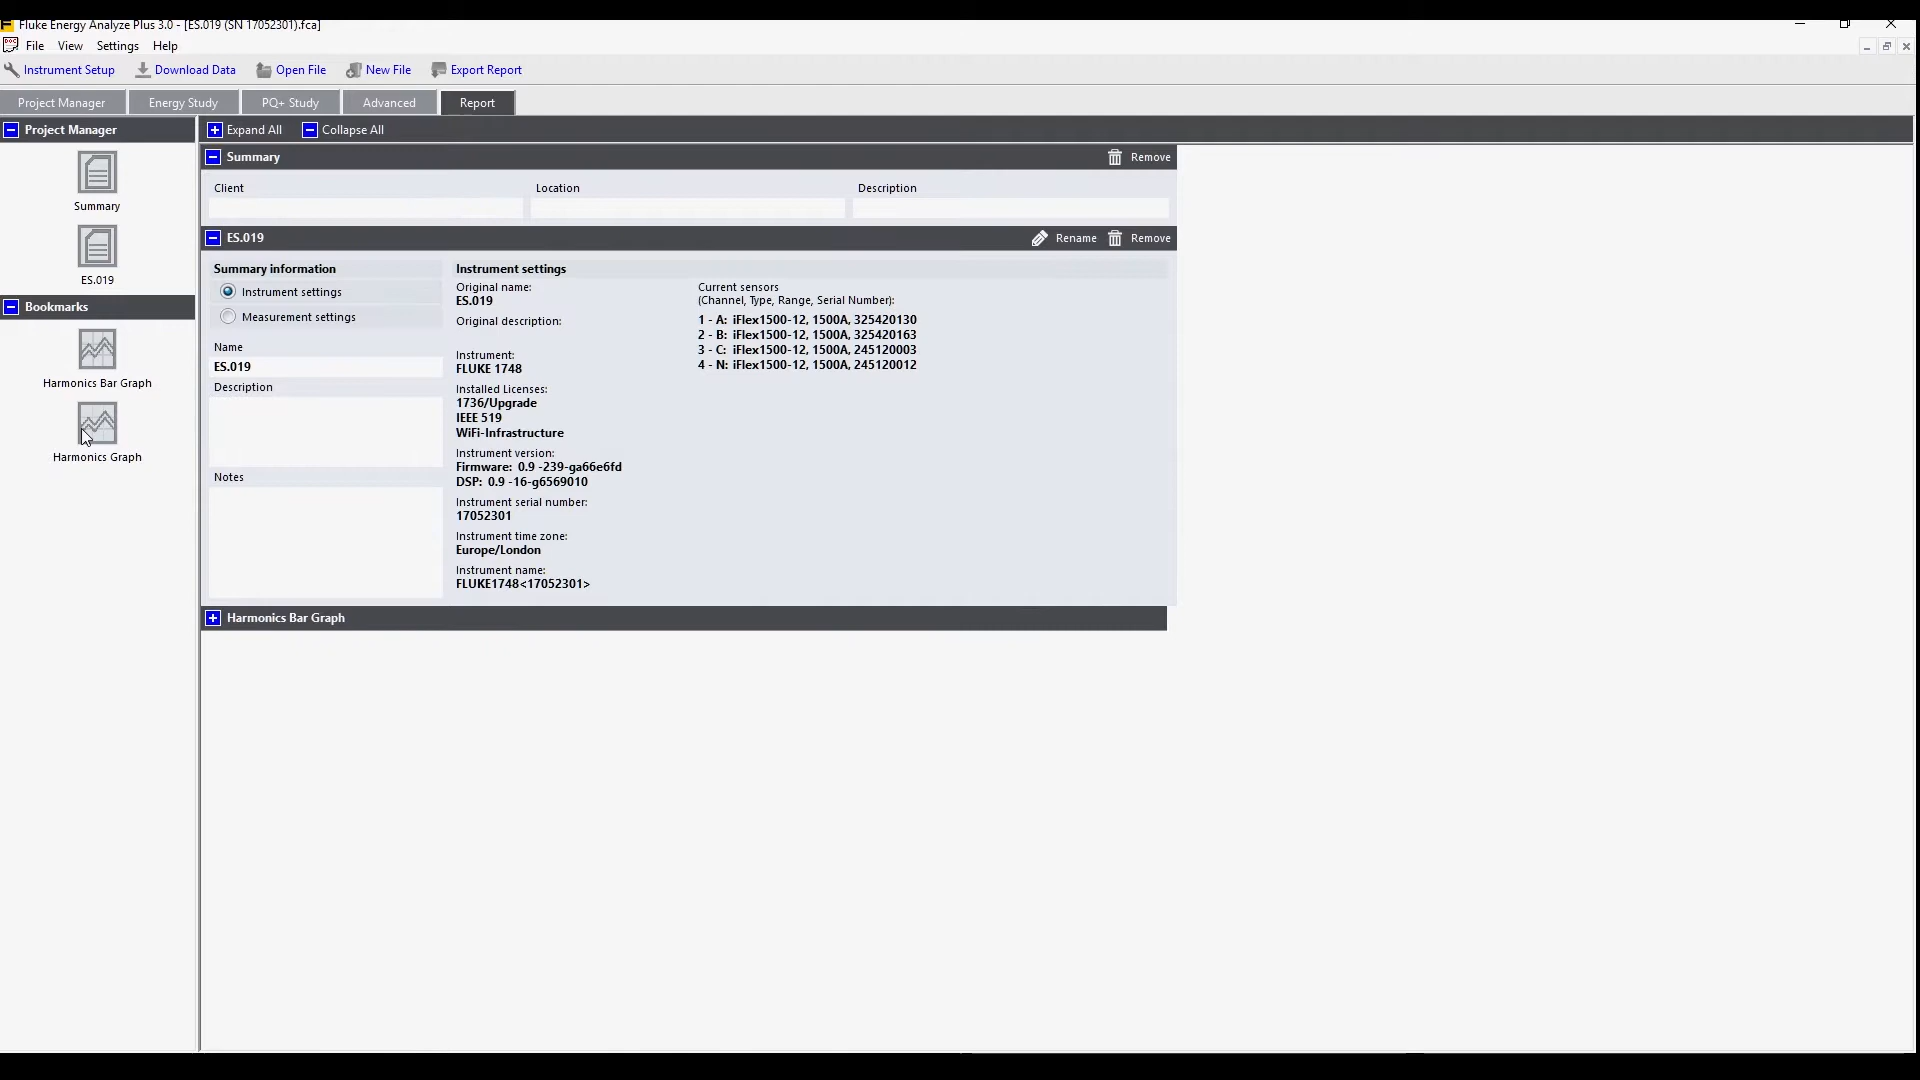 Fluke Energy Analyze Plus 3.0 - [ES.019 (SN 17052301).fca]
File View Settings Help
Instrument Setup Download Data Open File New File Export Report
Project Manager Energy Study PQ+ Study Advanced Report
Project Manager
Summary
ES.019
Bookmarks
Harmonics Bar Graph
Harmonics Graph
Expand All Collapse All
Summary Remove
Client Location Description
ES.019 Rename Remove
Summary information
Instrument settings
Measurement settings
Name
ES.019
Description
Notes
Instrument settings
Original name:
ES.019
Original description:
Instrument:
FLUKE 1748
Installed Licenses:
1736/Upgrade
IEEE 519
WiFi-Infrastructure
Instrument version:
Firmware: 0.9 -239-ga66e6fd
DSP: 0.9 -16-g6569010
Instrument serial number:
17052301
Instrument time zone:
Europe/London
Instrument name:
FLUKE1748<17052301>
Current sensors
(Channel, Type, Range, Serial Number):
1 - A: iFlex1500-12, 1500A, 325420130
2 - B: iFlex1500-12, 1500A, 325420163
3 - C: iFlex1500-12, 1500A, 245120003
4 - N: iFlex1500-12, 1500A, 245120012
Harmonics Bar Graph